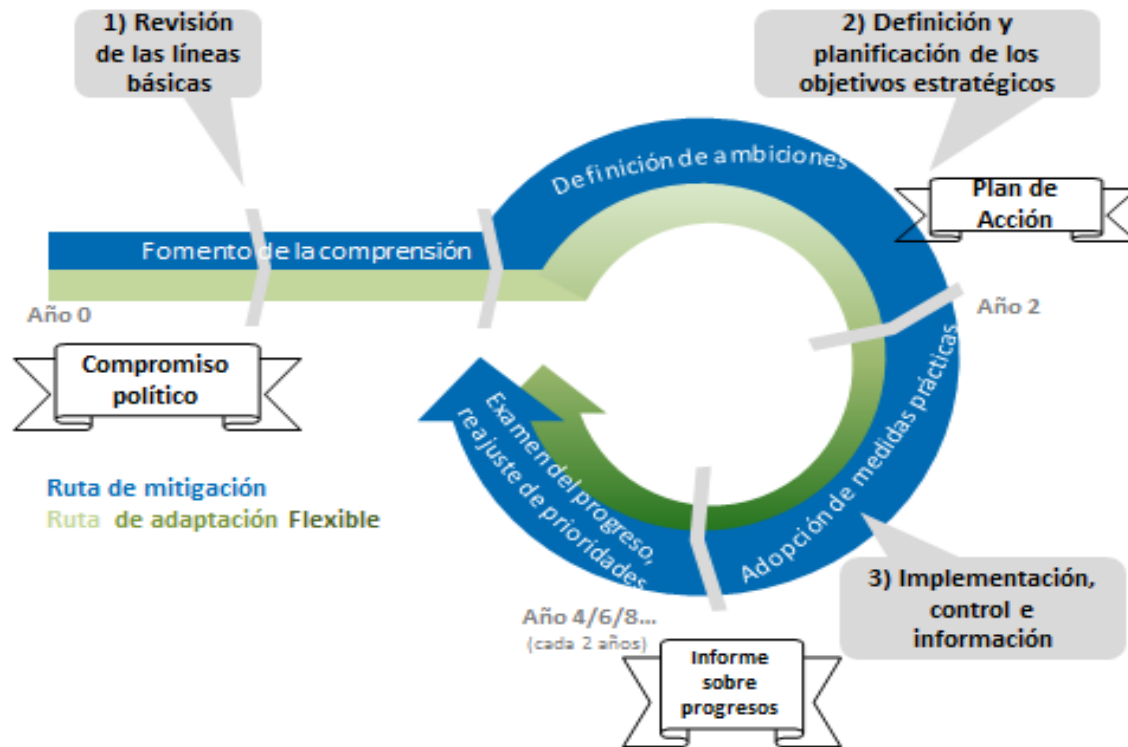 1) Revisión
de las líneas
básicas
2) Definición y
planificación de los
objetivos estratégicos
Definición de ambiciones
Plan de
Acción
Fomento de la comprensión
Año 0
Año 2
Compromiso
político
Adopción de medidas prácticas
Examen del progreso,
reajuste de prioridades
Ruta de mitigación
Ruta de adaptación Flexible
3) Implementación,
control e
información
Año 4/6/8...
(cada 2 años)
Informe
sobre
progresos